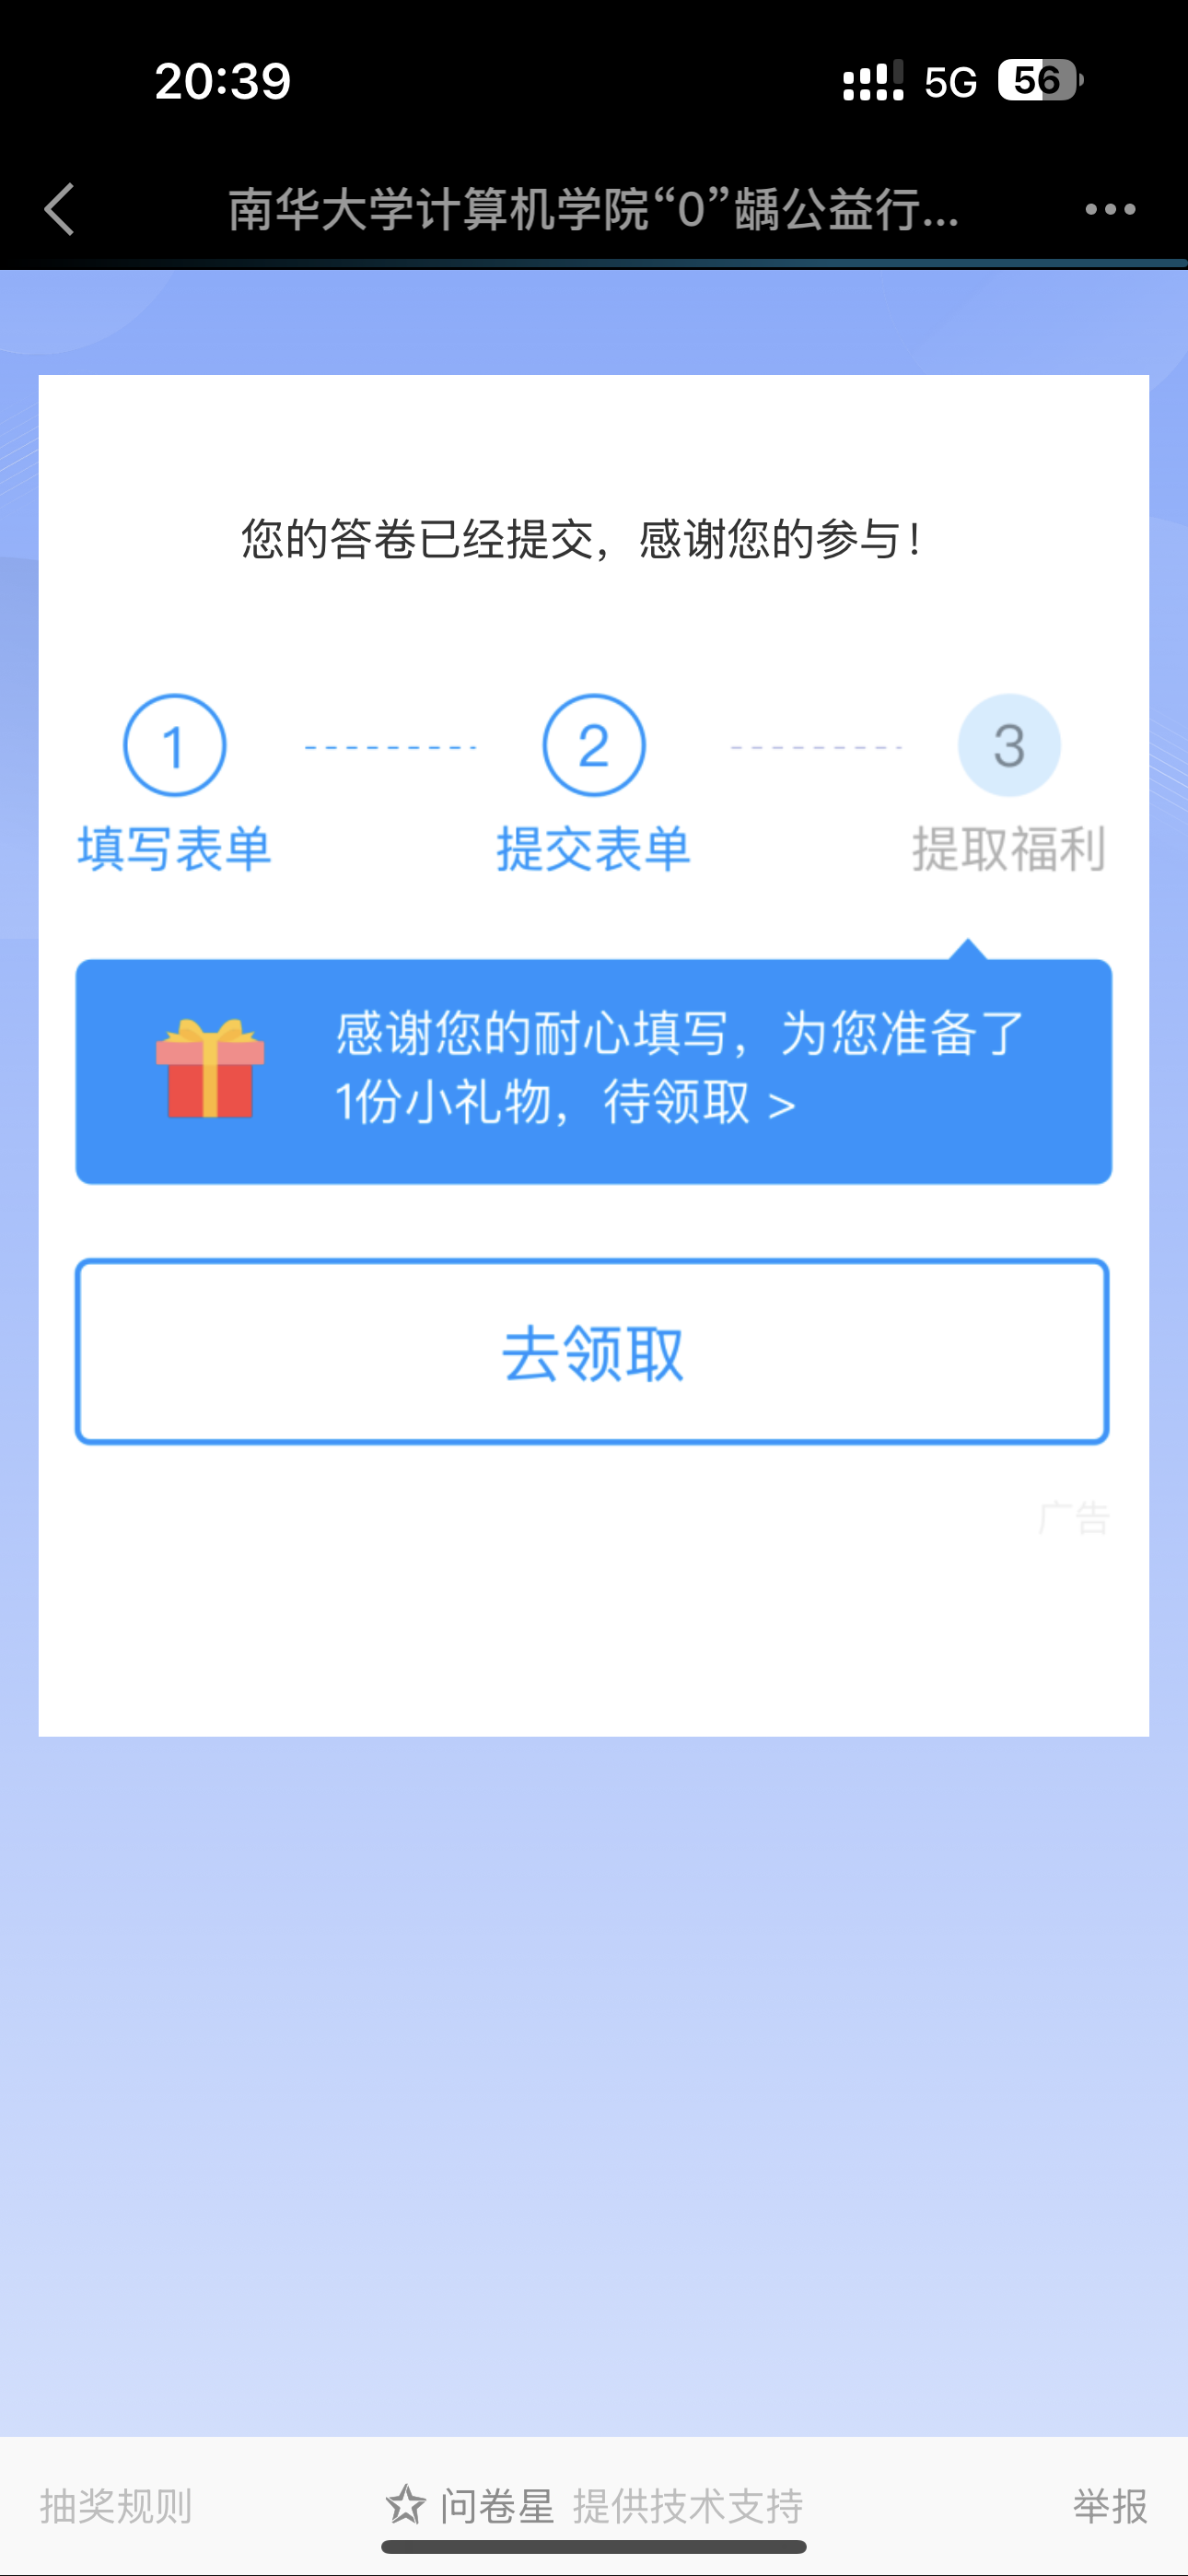 20:39
5G
56
南华大学计算机学院“0”龋公益行...
您的答卷已经提交，感谢您的参与！
1
2
3
填写表单
提交表单
提取福利
感谢您的耐心填写，为您准备了
1份小礼物，待领取 >
去领取
广告
抽奖规则
问卷星 提供技术支持
举报